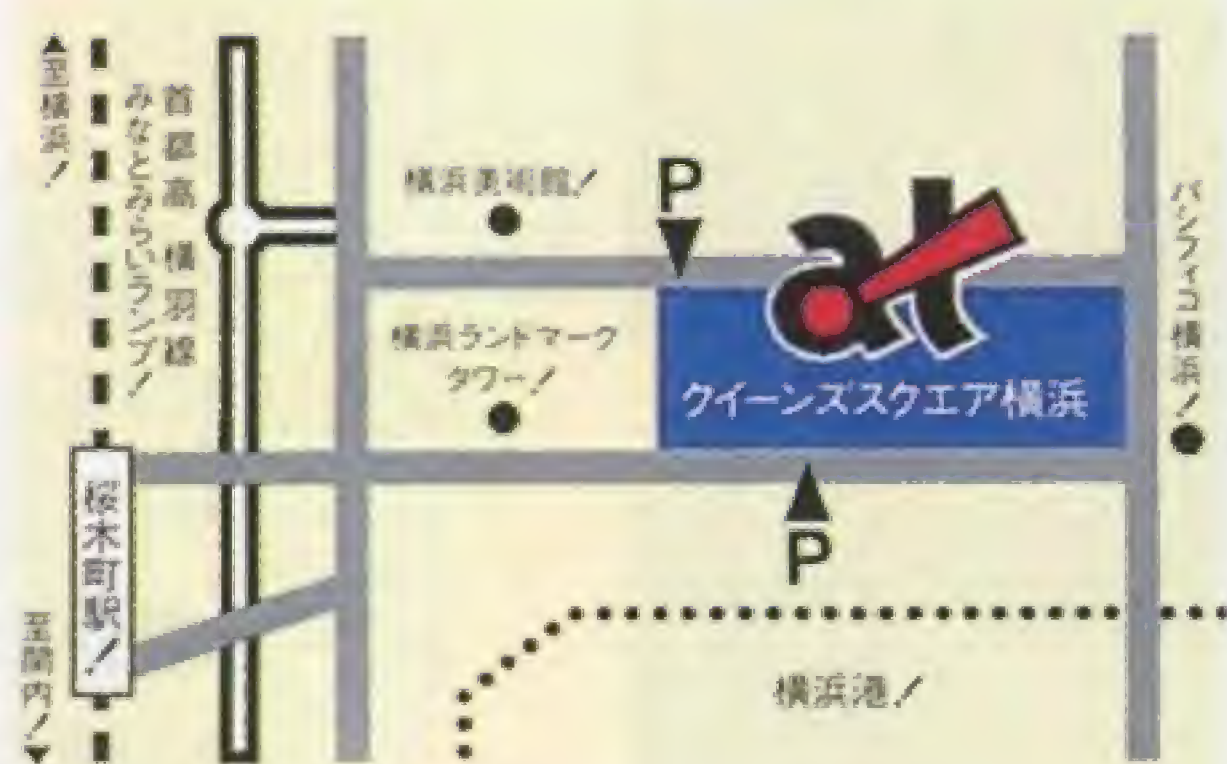 至横浜!
首都高 横羽線
みなとみらいランプ!
横浜美術館!
P
at
横浜ランドマーク
タワー!
クイーンズスクエア横浜
パシフィコ横浜!
桜木町駅!
P
至関内!
横浜港!